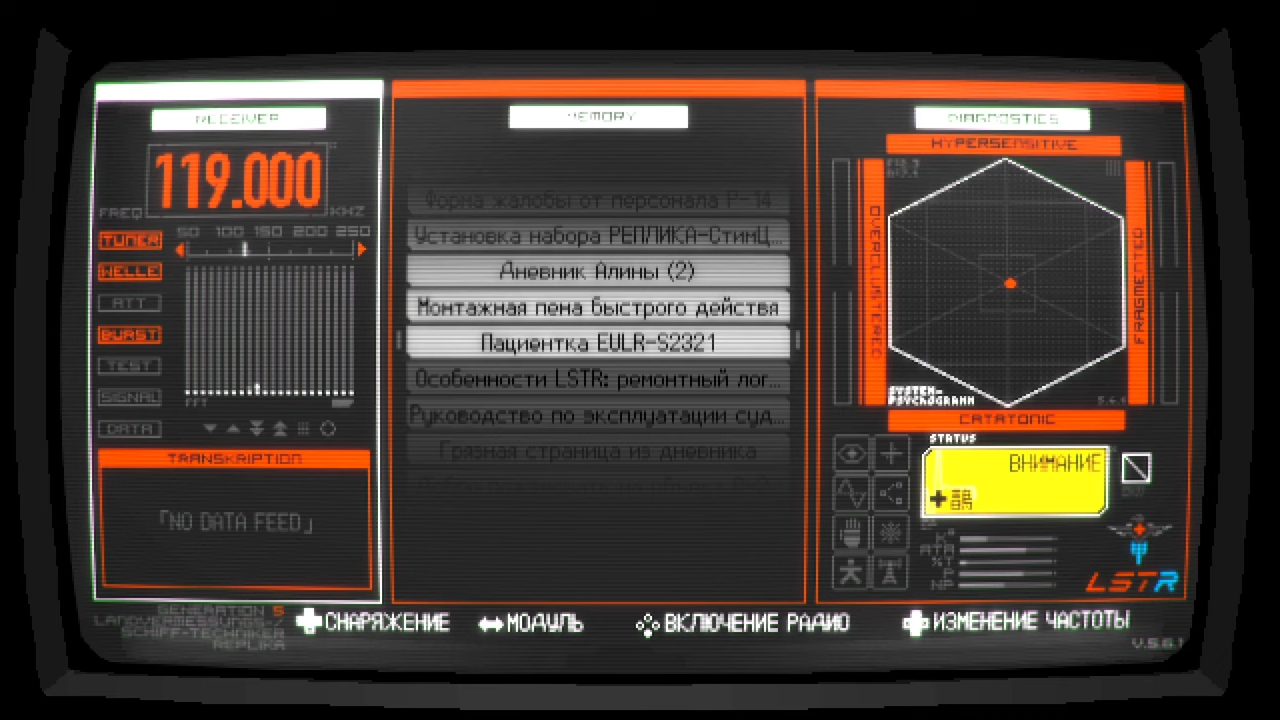 RECEIVER
119.000
FREQ
KHZ
50 100 150 200 250
TUNER
WELLE
ATT
BURST
TEST
SIGNAL
DATA
FFT
TRANSKRIPTION
「NO DATA FEED」
GENERATION 5
LANDVERMESSUNGS-/
SCHIFF-TECHNIKER
REPLIKA
MEMORY
Форма жалобы от персонала P-14
Установка набора РЕПЛИКА-СтимЦ...
Дневник Алины (2)
Монтажная пена быстрого действя
Пациентка EULR-S2321
Особенности LSTR: ремонтный лог...
Руководство по эксплуатации суд...
Грязная страница из дневника
DIAGNOSTICS
HYPERSENSITIVE
OVERCLUSTERED
FRAGMENTED
SYSTEM-
PSYCHOGRAMM
CATATONIC
STATUS
ВНИМАНИЕ
K°
ATA
%T
P
NP
LSTR
СНАРЯЖЕНИЕ
МОДУЛЬ
ВКЛЮЧЕНИЕ РАДИО
ИЗМЕНЕНИЕ ЧАСТОТЫ
V.5.6.1